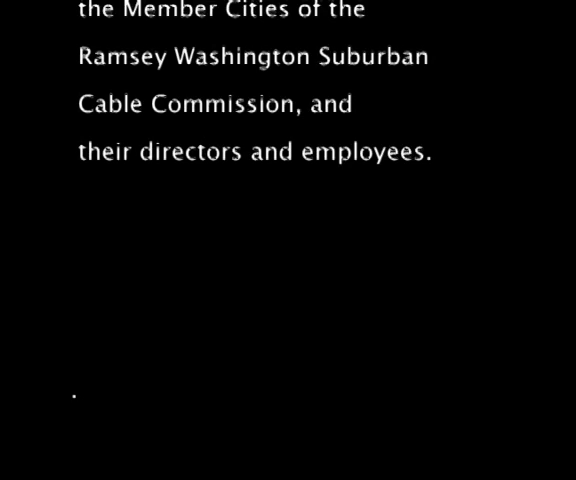 the Member Cities of the
Ramsey Washington Suburban
Cable Commission, and
their directors and employees.
.